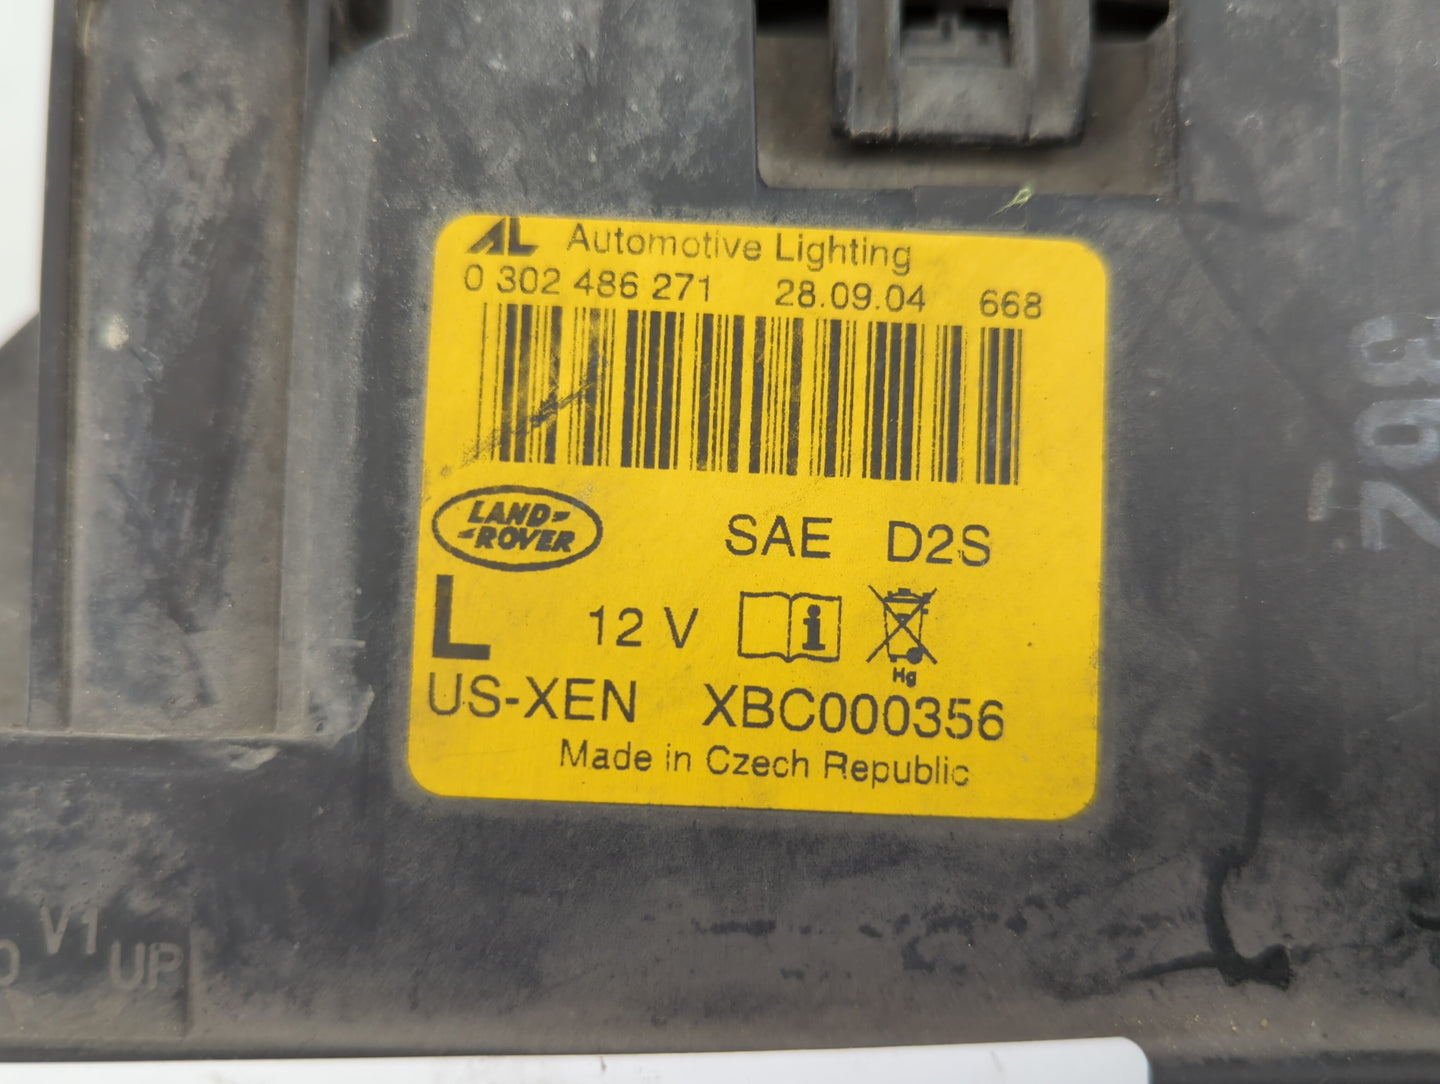 AL Automotive Lighting
0 302 486 271 28.09.04 668
LAND-
-ROVER
SAE D2S
L 12 V i
Hg
US-XEN XBC000356
Made in Czech Republic
V1
UP
798